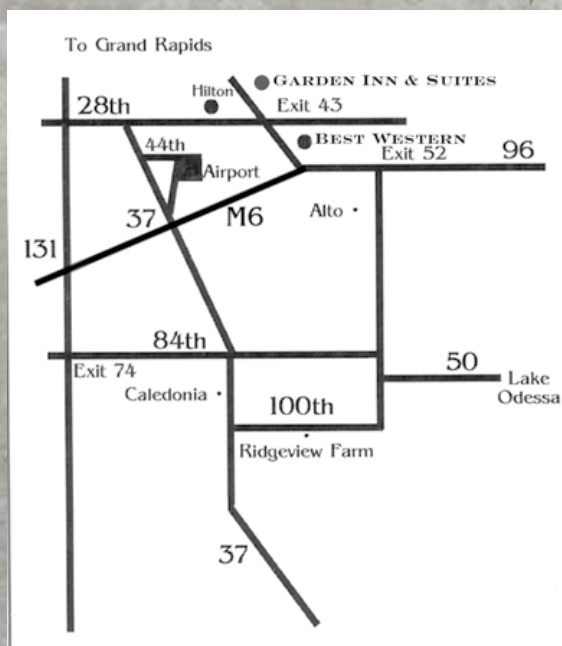 To Grand Rapids
GARDEN INN & SUITES
Hilton
28th
Exit 43
BEST WESTERN
44th
Exit 52
96
Airport
37
M6
Alto
131
84th
50
Exit 74
Lake
Odessa
Caledonia
100th
Ridgeview Farm
37